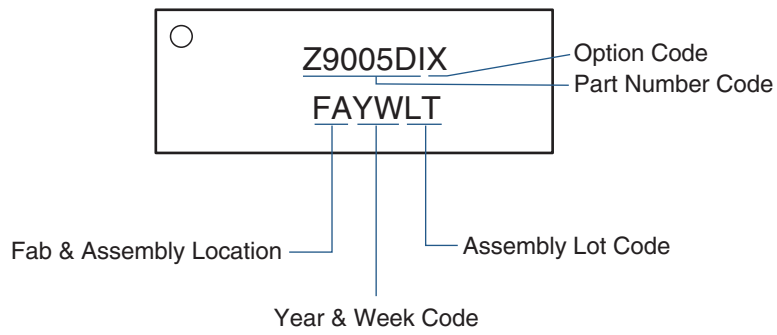 Z9005DIX
Option Code
Part Number Code
FAYWLT
Fab & Assembly Location
Assembly Lot Code
Year & Week Code